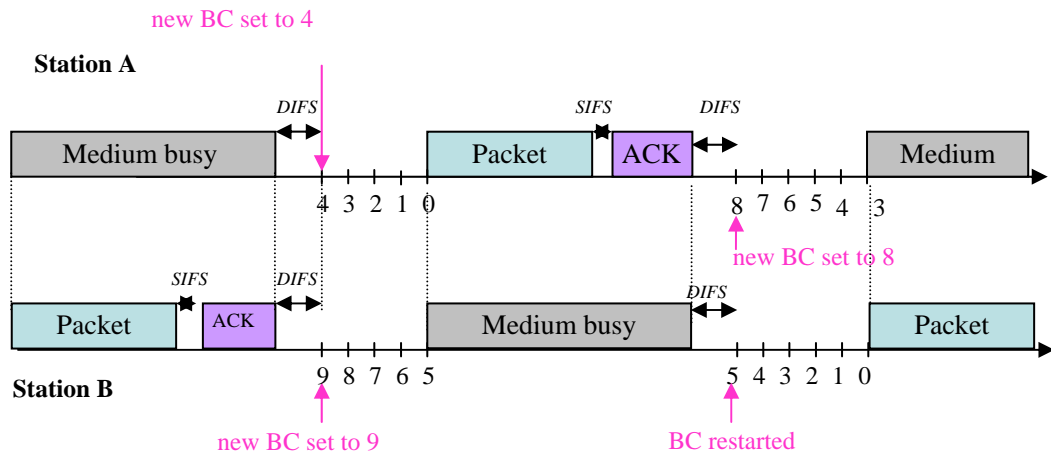 new BC set to 4
Station A
DIFS
SIFS
DIFS
Medium busy
Packet
ACK
Medium
4 3 2 1 0
8 7 6 5 4 3
new BC set to 8
SIFS
DIFS
DIFS
Packet
ACK
Medium busy
Packet
9 8 7 6 5
5 4 3 2 1 0
Station B
new BC set to 9
BC restarted